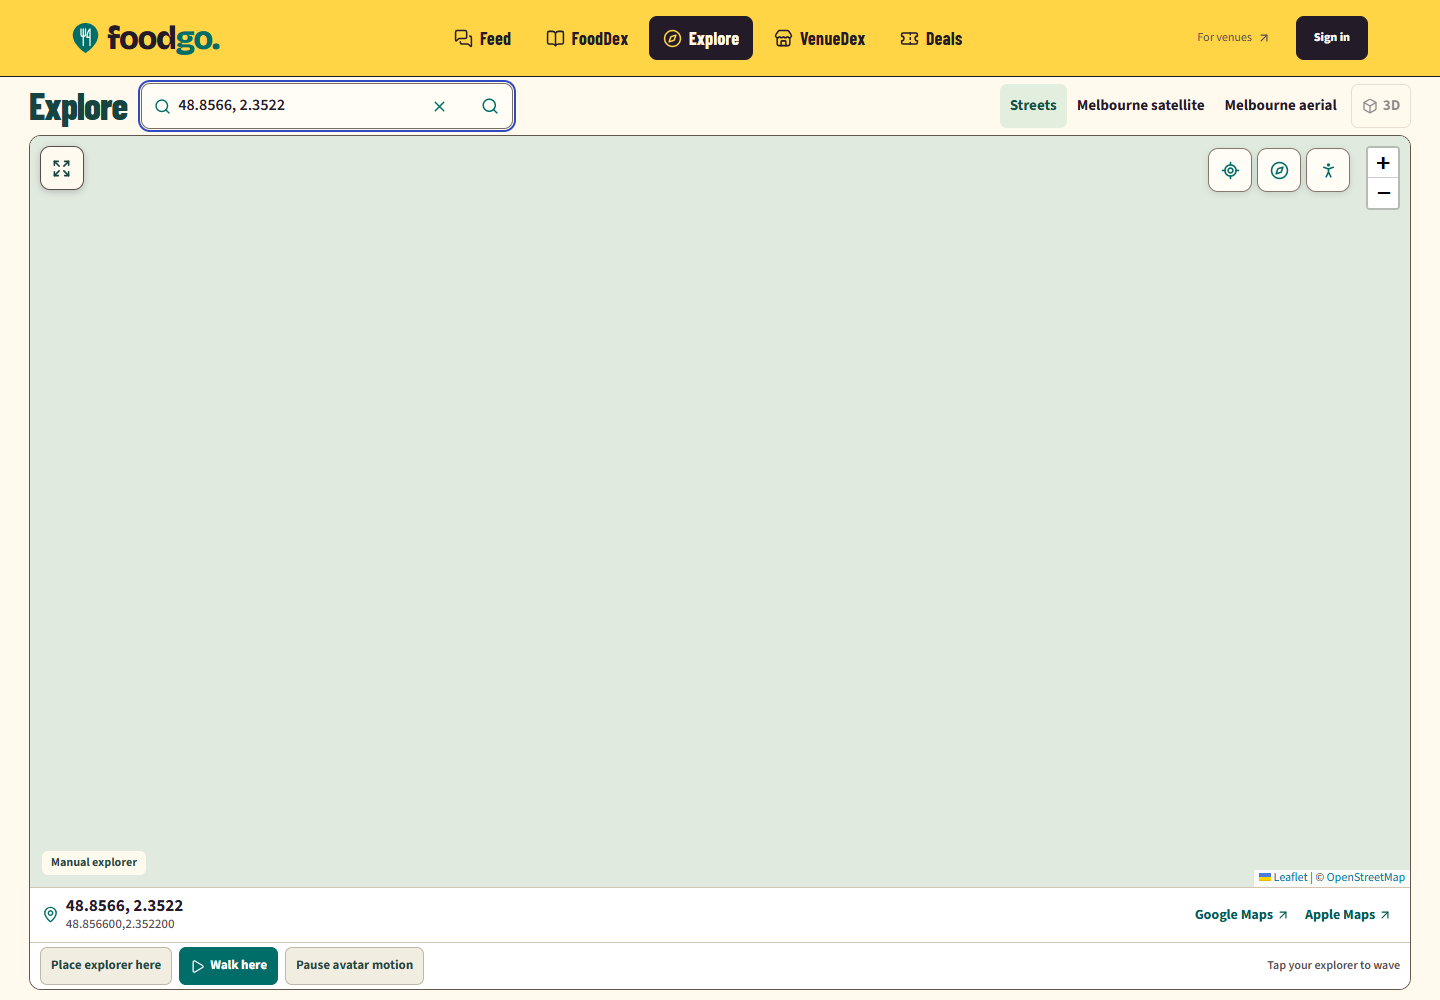 foodgo.
Feed
FoodDex
Explore
VenueDex
Deals
For venues
Sign in
Explore
48.8566, 2.3522
Streets
Melbourne satellite
Melbourne aerial
3D
+
−
Manual explorer
Leaflet | © OpenStreetMap
48.8566, 2.3522
48.856600,2.352200
Google Maps
Apple Maps
Place explorer here
Walk here
Pause avatar motion
Tap your explorer to wave